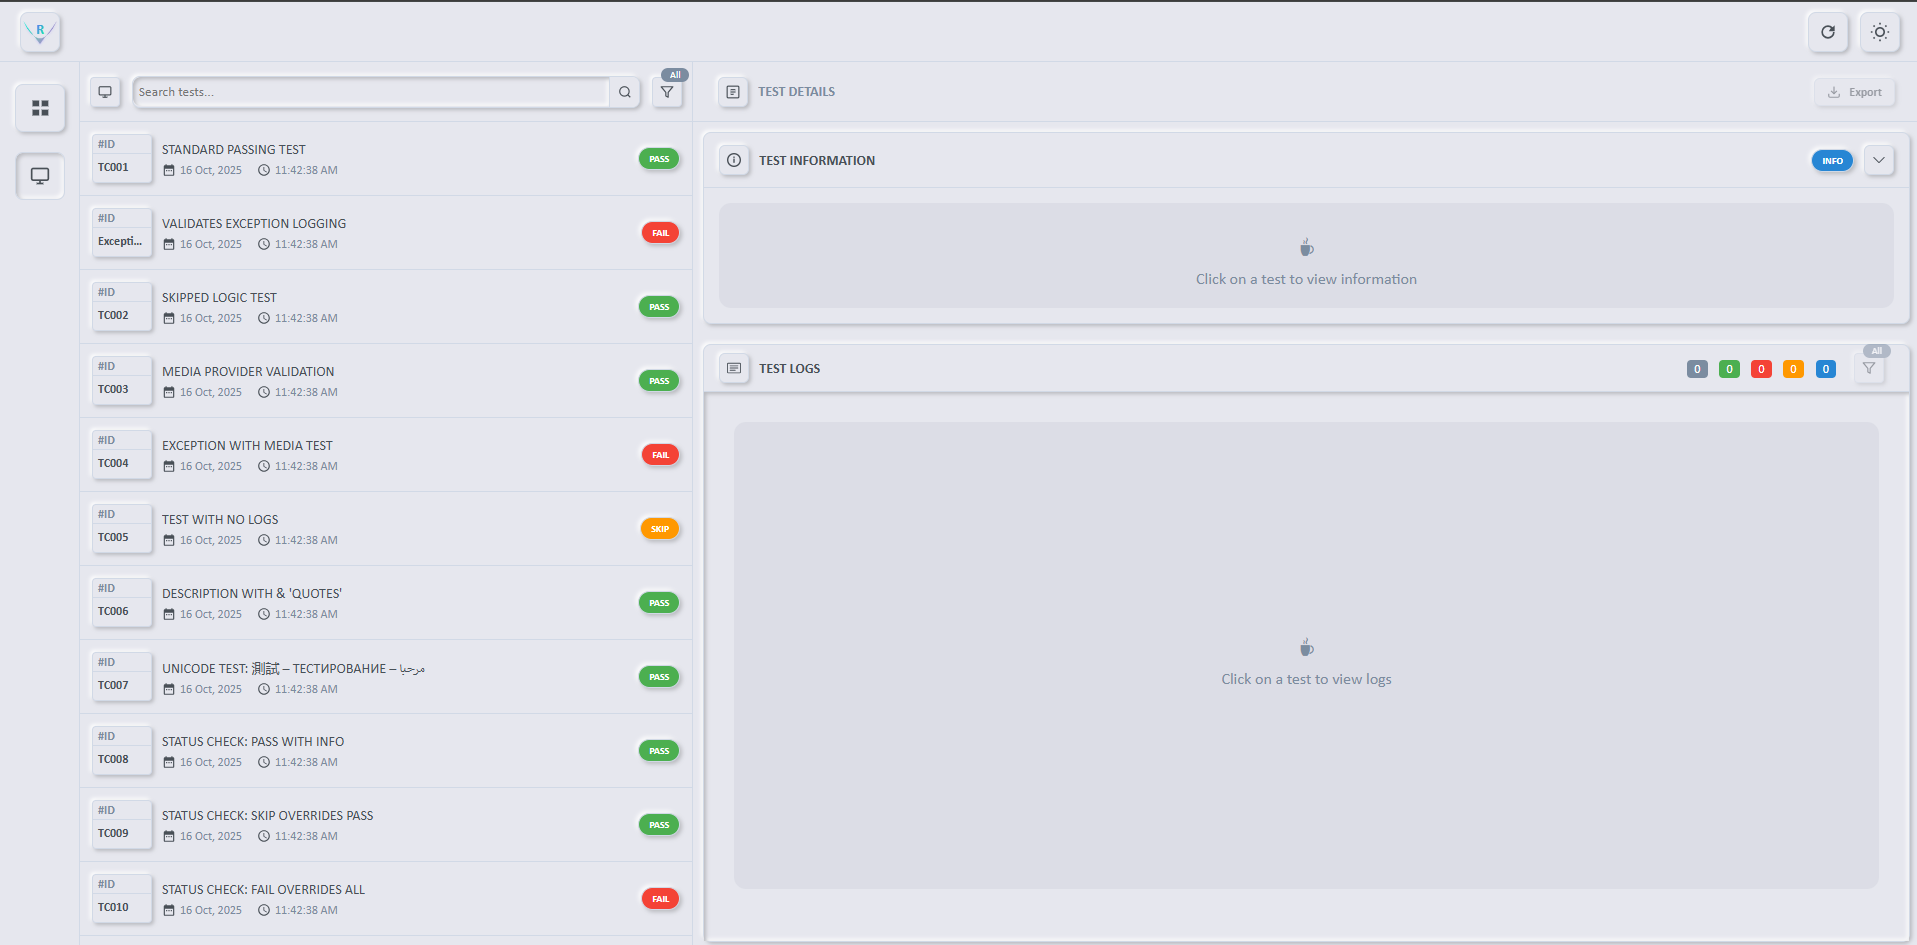 R
All
Search tests...
#ID
TC001
STANDARD PASSING TEST
16 Oct, 2025 11:42:38 AM
PASS
#ID
Excepti...
VALIDATES EXCEPTION LOGGING
16 Oct, 2025 11:42:38 AM
FAIL
#ID
TC002
SKIPPED LOGIC TEST
16 Oct, 2025 11:42:38 AM
PASS
#ID
TC003
MEDIA PROVIDER VALIDATION
16 Oct, 2025 11:42:38 AM
PASS
#ID
TC004
EXCEPTION WITH MEDIA TEST
16 Oct, 2025 11:42:38 AM
FAIL
#ID
TC005
TEST WITH NO LOGS
16 Oct, 2025 11:42:38 AM
SKIP
#ID
TC006
DESCRIPTION WITH & 'QUOTES'
16 Oct, 2025 11:42:38 AM
PASS
#ID
TC007
UNICODE TEST: 測試 – ТЕСТИРОВАНИЕ – مرحبا
16 Oct, 2025 11:42:38 AM
PASS
#ID
TC008
STATUS CHECK: PASS WITH INFO
16 Oct, 2025 11:42:38 AM
PASS
#ID
TC009
STATUS CHECK: SKIP OVERRIDES PASS
16 Oct, 2025 11:42:38 AM
PASS
#ID
TC010
STATUS CHECK: FAIL OVERRIDES ALL
16 Oct, 2025 11:42:38 AM
FAIL
TEST DETAILS
Export
TEST INFORMATION
INFO
Click on a test to view information
TEST LOGS
0 0 0 0 0
All
Click on a test to view logs